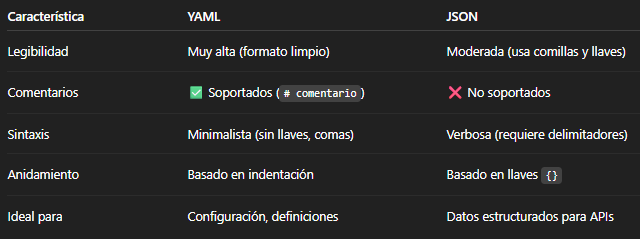 Característica YAML JSON
Legibilidad Muy alta (formato limpio) Moderada (usa comillas y llaves)
Comentarios ✅ Soportados (# comentario) ❌ No soportados
Sintaxis Minimalista (sin llaves, comas) Verbosa (requiere delimitadores)
Anidamiento Basado en indentación Basado en llaves {}
Ideal para Configuración, definiciones Datos estructurados para APIs